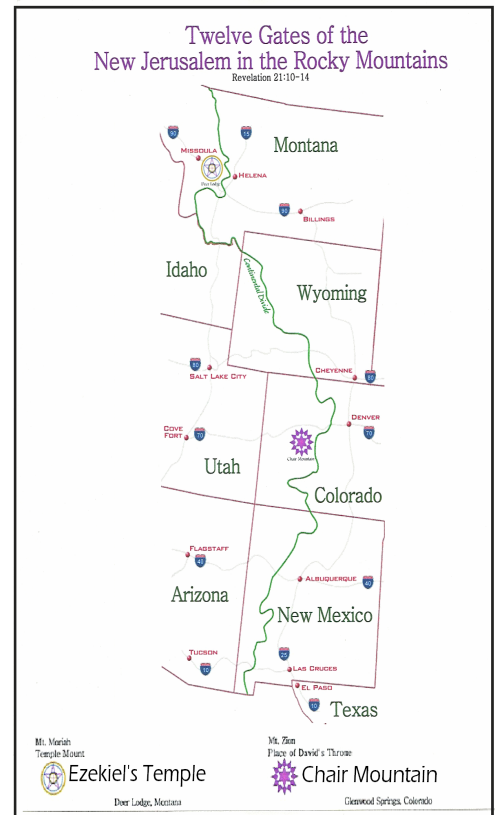 Twelve Gates of the
New Jerusalem in the Rocky Mountains
Revelation 21:10-14
90
15
Montana
MISSOULA
HELENA
Deer Lodge
90
BILLINGS
Idaho
Continental Divide
Wyoming
80
SALT LAKE CITY
CHEYENNE
80
DENVER
COVE
FORT
70
70
Chair Mountain
Utah
Colorado
FLAGSTAFF
40
ALBUQUERQUE
40
Arizona
New Mexico
TUCSON
10
25
LAS CRUCES
EL PASO
10
Texas
Mt. Moriah
Temple Mount
Ezekiel's Temple
Deer Lodge, Montana
Mt. Zion
Place of David's Throne
Chair Mountain
Glenwood Springs, Colorado